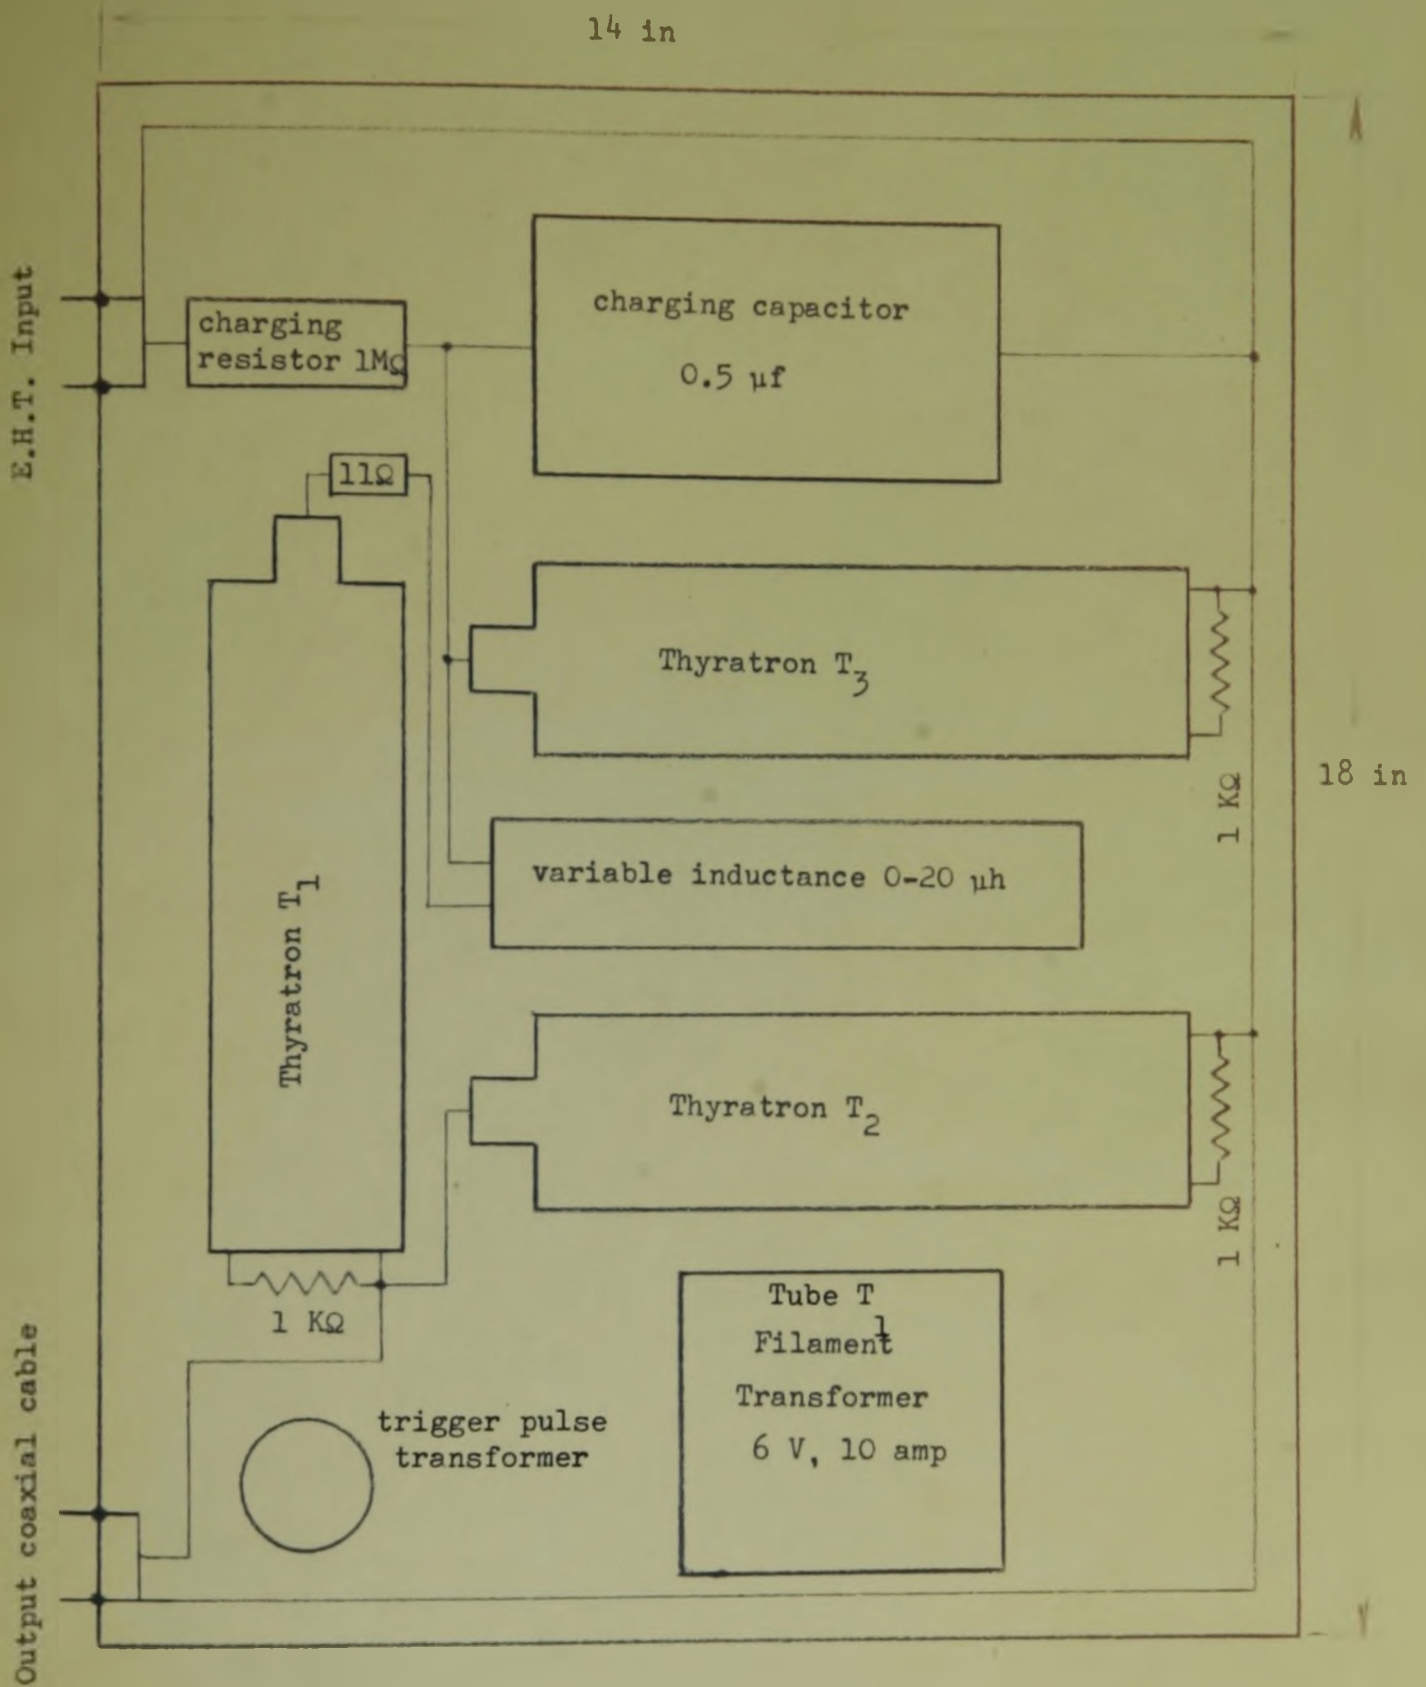 14 in
E.H.T. Input
charging
resistor 1MΩ
charging capacitor
0.5 μf
11Ω
Thyratron T3
1 KΩ
18 in
variable inductance 0-20 μh
Thyratron T1
Thyratron T2
1 KΩ
1 KΩ
Tube T1
Filament
Transformer
6 V, 10 amp
trigger pulse
transformer
Output coaxial cable